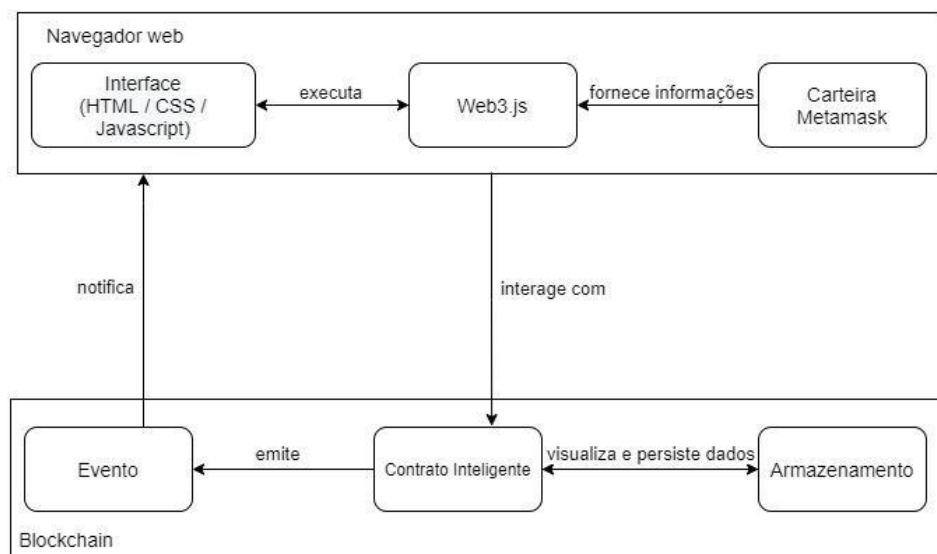 Navegador web
Interface
(HTML / CSS /
Javascript)
executa
Web3.js
fornece informações
Carteira
Metamask
notifica
interage com
Evento
emite
Contrato Inteligente
visualiza e persiste dados
Armazenamento
Blockchain